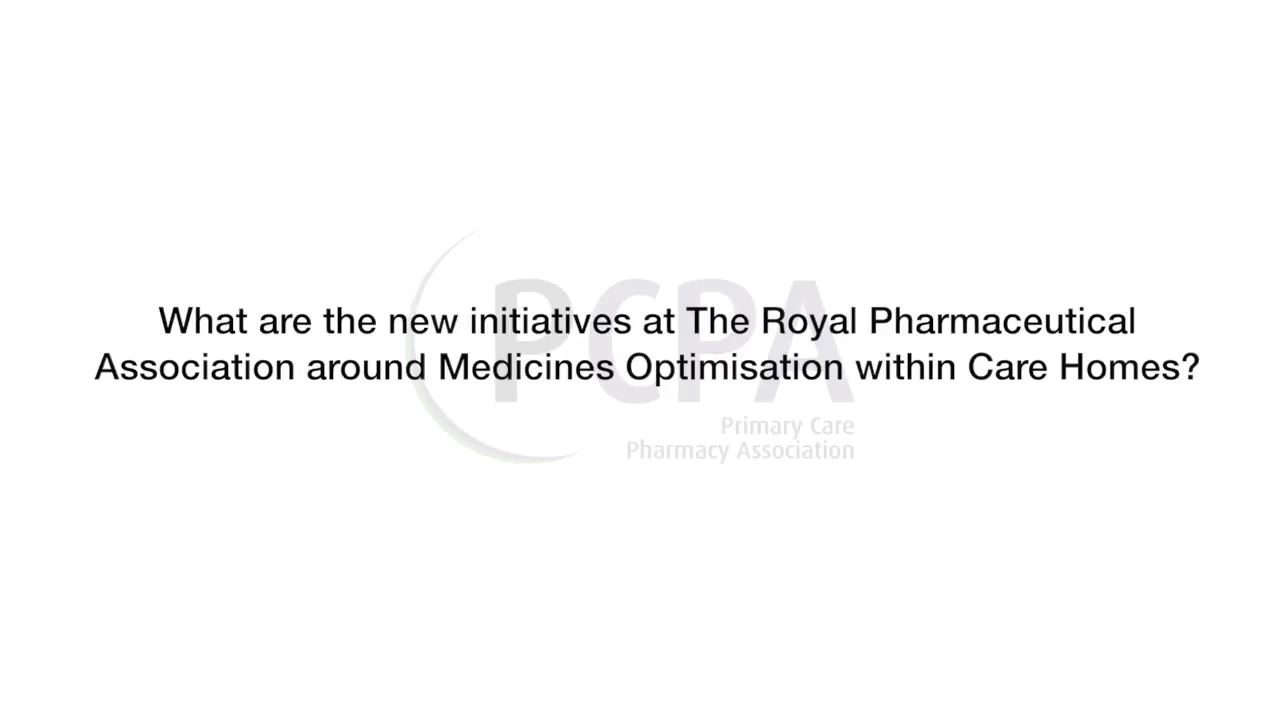 PCPA
What are the new initiatives at The Royal Pharmaceutical
Association around Medicines Optimisation within Care Homes?
Primary Care
Pharmacy Association